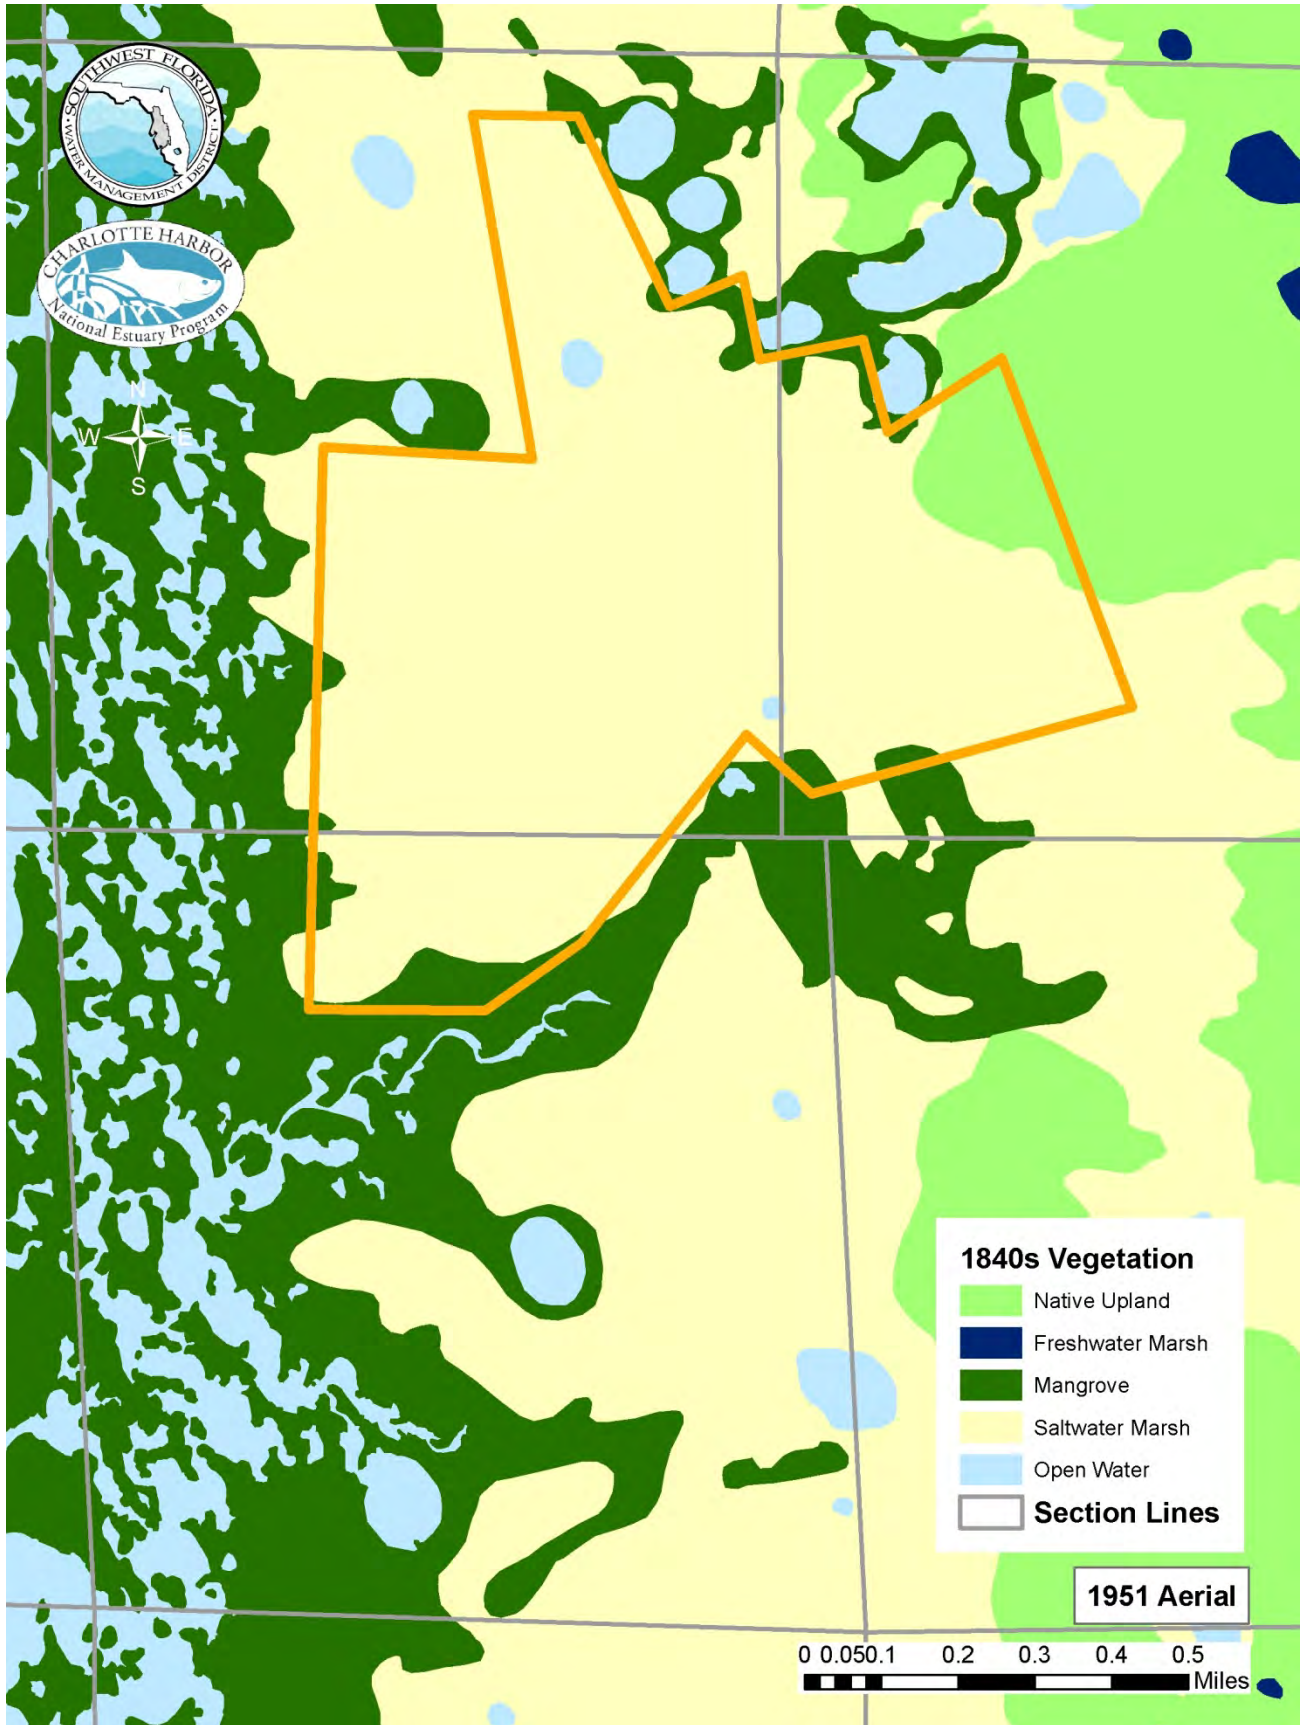 SOUTHWEST FLORIDA
WATER MANAGEMENT DISTRICT
CHARLOTTE HARBOR
National Estuary Program
N
W E
S
1840s Vegetation
Native Upland
Freshwater Marsh
Mangrove
Saltwater Marsh
Open Water
Section Lines
1951 Aerial
0 0.050.1 0.2 0.3 0.4 0.5
Miles